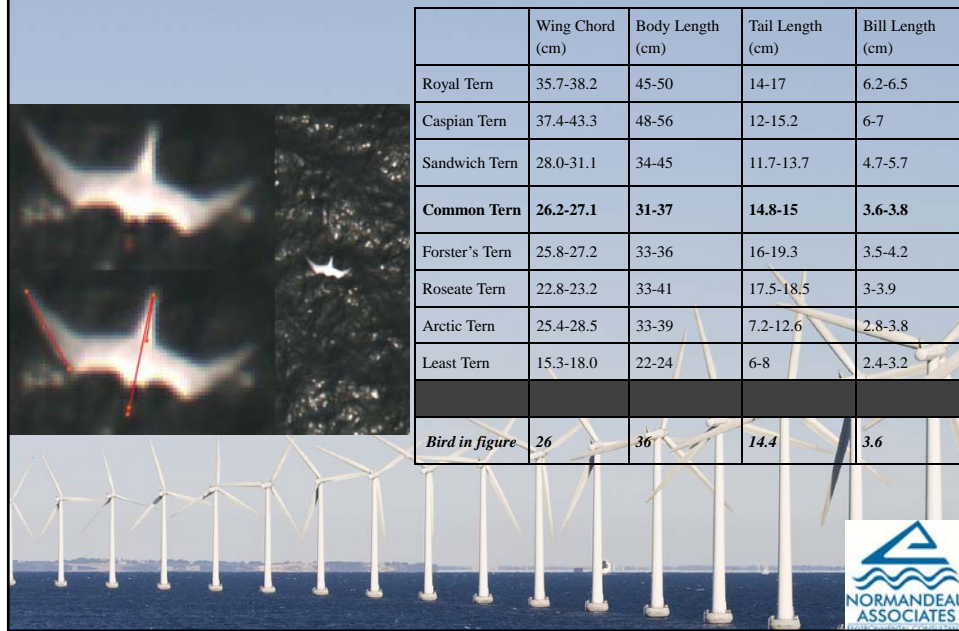 Wing Chord (cm) Body Length (cm) Tail Length (cm) Bill Length (cm)
Royal Tern 35.7-38.2 45-50 14-17 6.2-6.5
Caspian Tern 37.4-43.3 48-56 12-15.2 6-7
Sandwich Tern 28.0-31.1 34-45 11.7-13.7 4.7-5.7
Common Tern 26.2-27.1 31-37 14.8-15 3.6-3.8
Forster’s Tern 25.8-27.2 33-36 16-19.3 3.5-4.2
Roseate Tern 22.8-23.2 33-41 17.5-18.5 3-3.9
Arctic Tern 25.4-28.5 33-39 7.2-12.6 2.8-3.8
Least Tern 15.3-18.0 22-24 6-8 2.4-3.2
Bird in figure 26 36 14.4 3.6
NORMANDEAU
ASSOCIATES